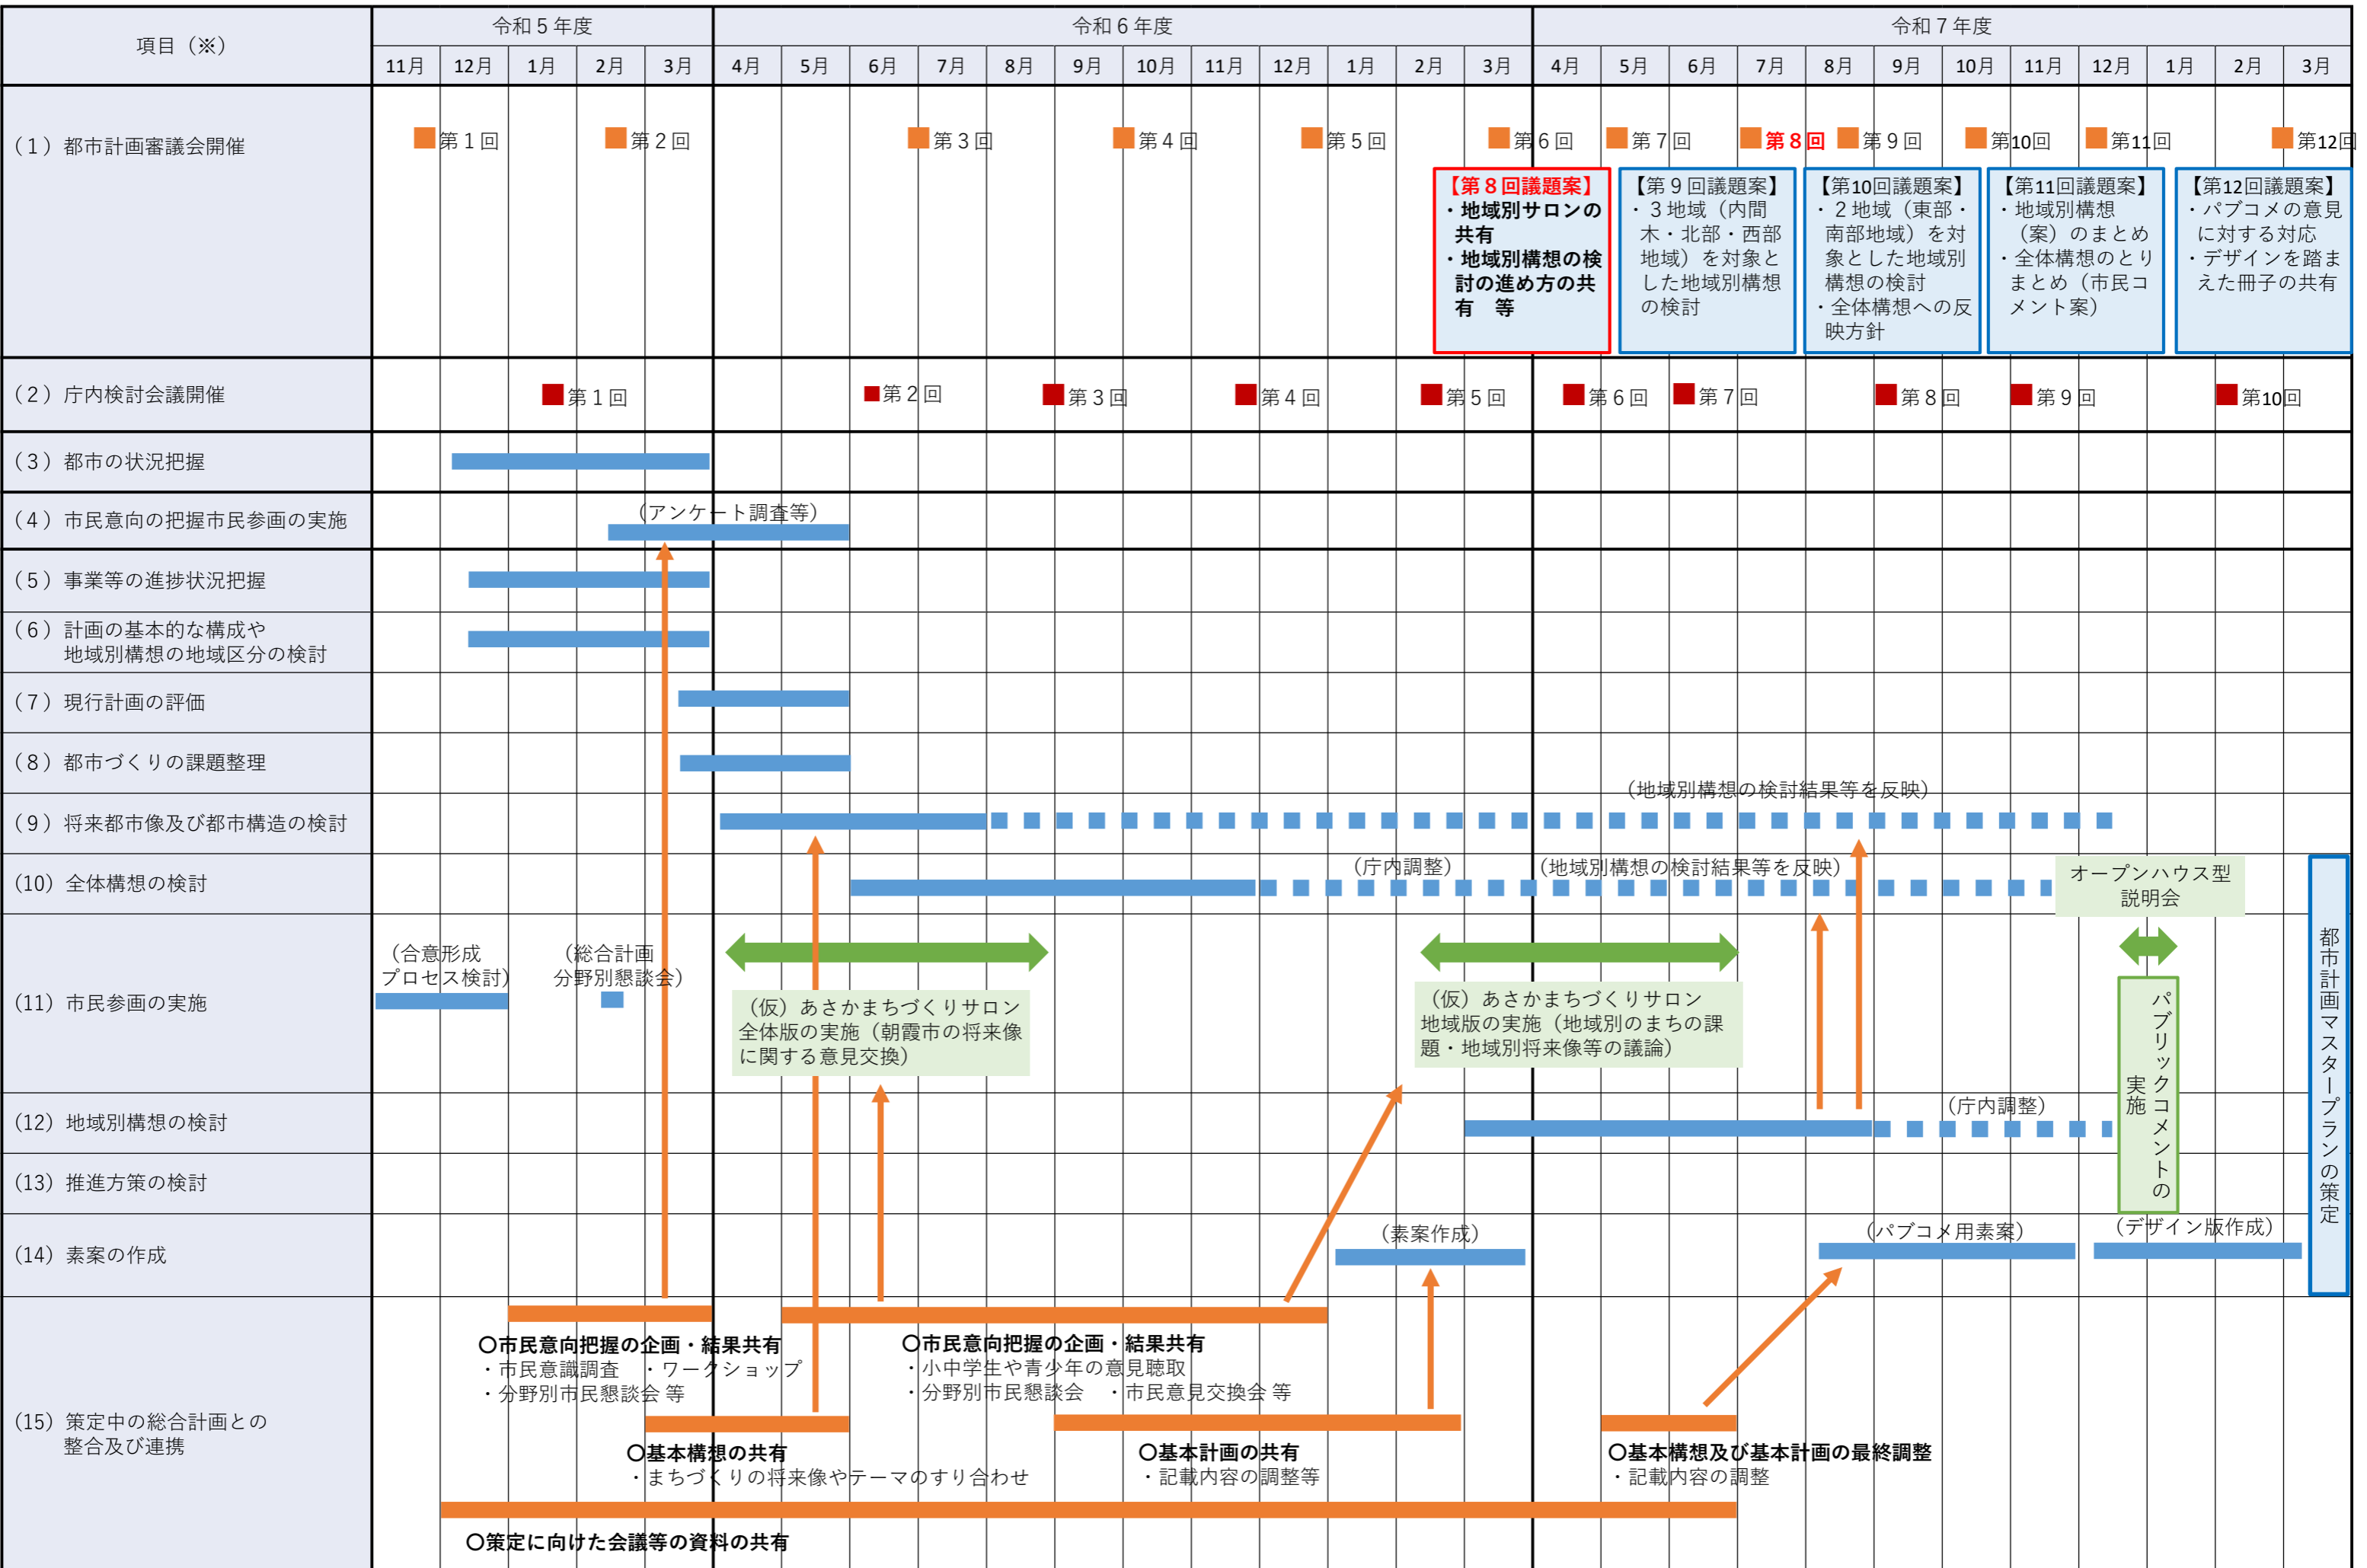 項目（※）
令和５年度
令和６年度
令和７年度
11月 12月 1月 2月 3月 4月 5月 6月 7月 8月 9月 10月 11月 12月 1月 2月 3月 4月 5月 6月 7月 8月 9月 10月 11月 12月 1月 2月 3月
（１）都市計画審議会開催
第１回 第２回 第３回 第４回 第５回 第６回 第７回 第８回 第９回 第10回 第11回 第12回
【第８回議題案】
・地域別サロンの
共有
・地域別構想の検
討の進め方の共
有　等
【第９回議題案】
・３地域（内間
木・北部・西部
地域）を対象と
した地域別構想
の検討
【第10回議題案】
・２地域（東部・
南部地域）を対
象とした地域別
構想の検討
・全体構想への反
映方針
【第11回議題案】
・地域別構想
（案）のまとめ
・全体構想のとり
まとめ（市民コ
メント案）
【第12回議題案】
・パブコメの意見
に対する対応
・デザインを踏ま
えた冊子の共有
（２）庁内検討会議開催
第１回 第２回 第３回 第４回 第５回 第６回 第７回 第８回 第９回 第10回
（３）都市の状況把握
（４）市民意向の把握市民参画の実施
（アンケート調査等）
（５）事業等の進捗状況把握
（６）計画の基本的な構成や
地域別構想の地域区分の検討
（７）現行計画の評価
（８）都市づくりの課題整理
（地域別構想の検討結果等を反映）
（９）将来都市像及び都市構造の検討
（10）全体構想の検討
（庁内調整）
（地域別構想の検討結果等を反映）
オープンハウス型
説明会
（11）市民参画の実施
（合意形成
プロセス検討）
（総合計画
分野別懇談会）
（仮）あさかまちづくりサロン
全体版の実施（朝霞市の将来像
に関する意見交換）
（仮）あさかまちづくりサロン
地域版の実施（地域別のまちの課
題・地域別将来像等の議論）
パブリックコメントの
実施
都市計画マスタープランの策定
（12）地域別構想の検討
（庁内調整）
（13）推進方策の検討
（14）素案の作成
（素案作成）
（パブコメ用素案）
（デザイン版作成）
（15）策定中の総合計画との
整合及び連携
〇市民意向把握の企画・結果共有
・市民意識調査　・ワークショップ
・分野別市民懇談会 等
〇市民意向把握の企画・結果共有
・小中学生や青少年の意見聴取
・分野別市民懇談会　・市民意見交換会 等
〇基本構想の共有
・まちづくりの将来像やテーマのすり合わせ
〇基本計画の共有
・記載内容の調整等
〇基本構想及び基本計画の最終調整
・記載内容の調整
〇策定に向けた会議等の資料の共有